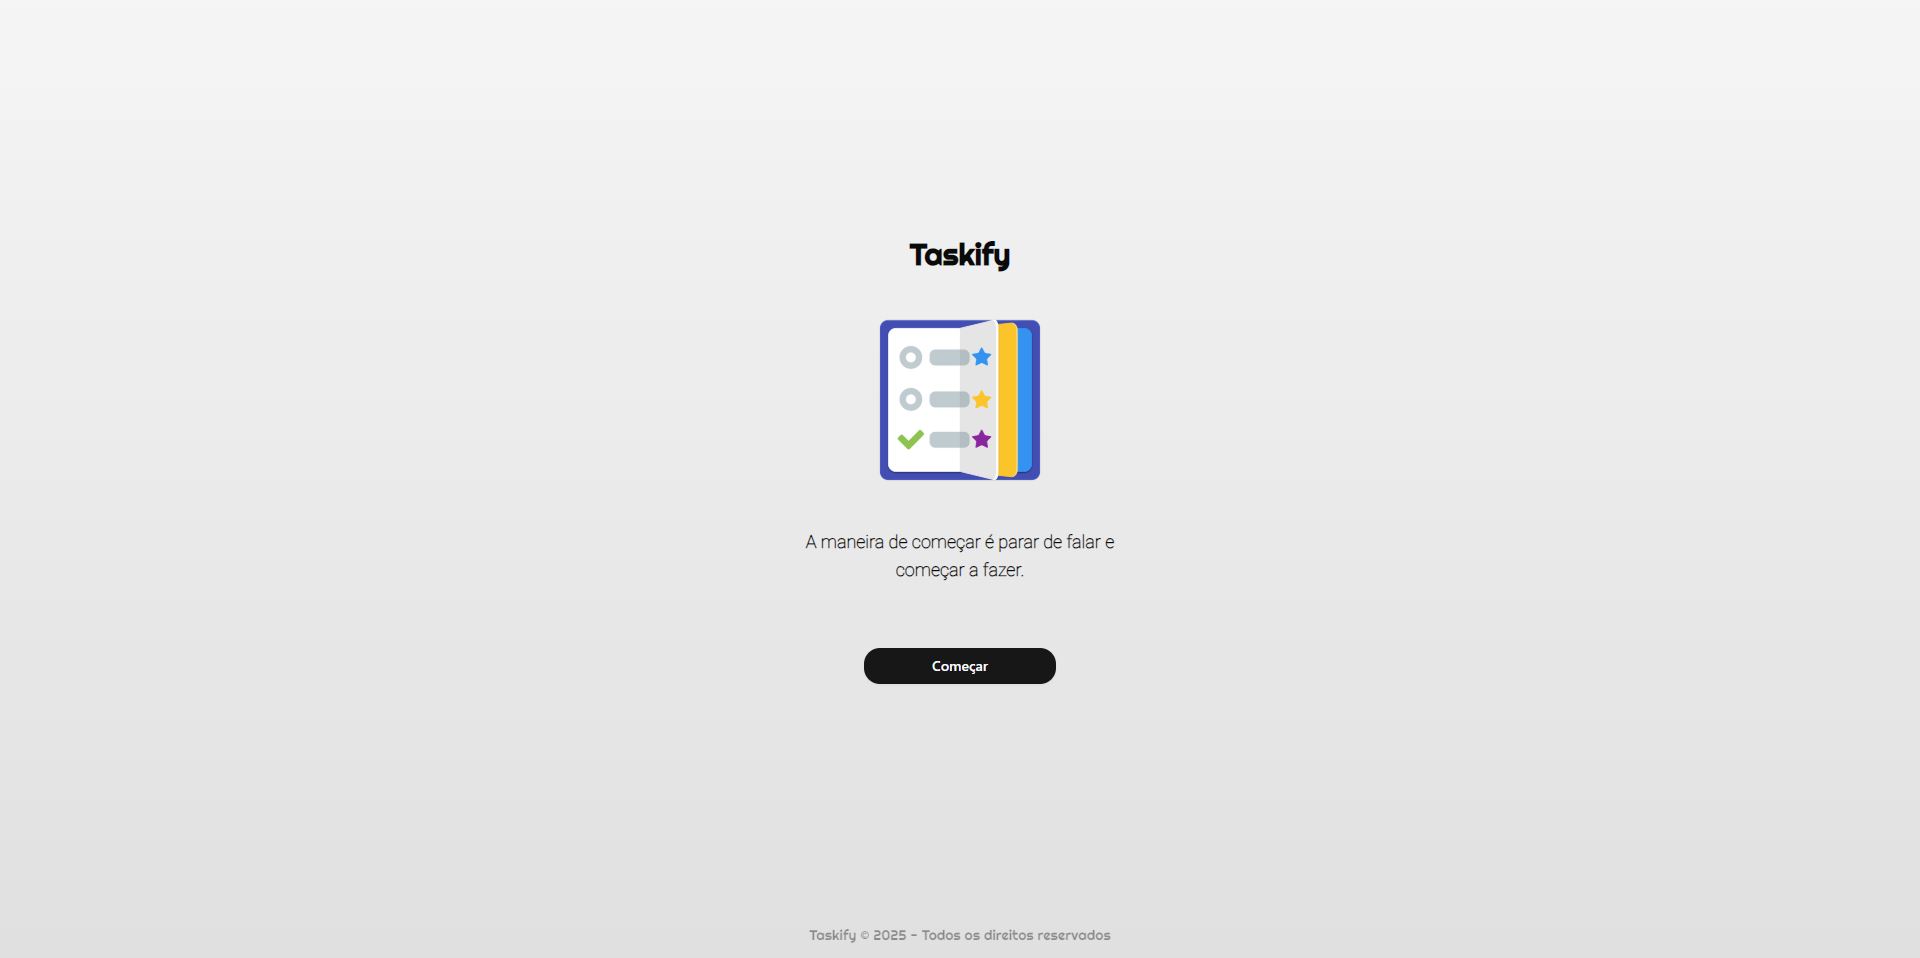 Taskify
A maneira de começar é parar de falar e
começar a fazer.
Começar
Taskify © 2025 - Todos os direitos reservados